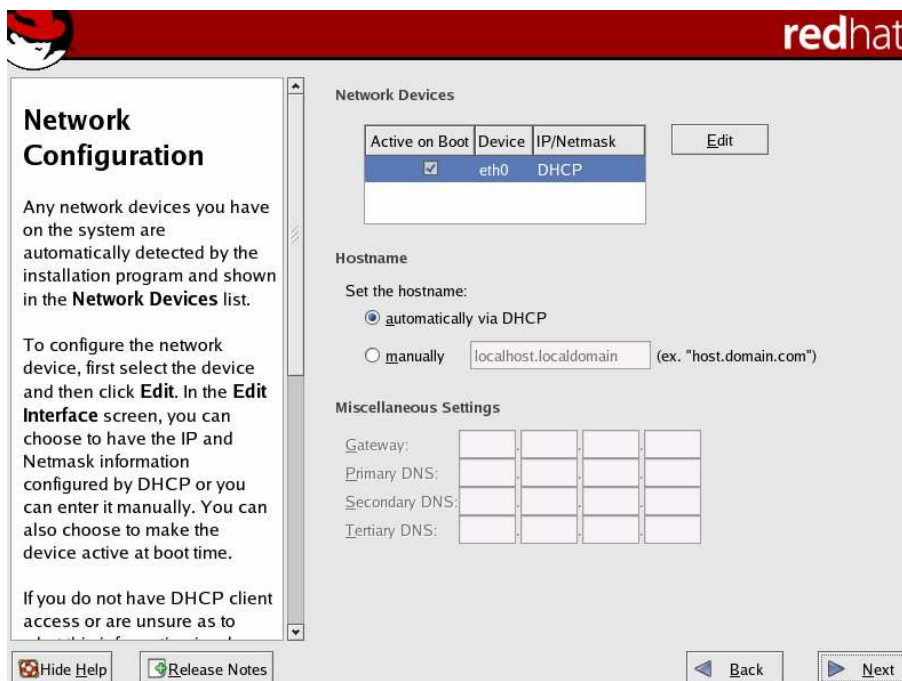 redhat
Network
Configuration
Any network devices you have
on the system are
automatically detected by the
installation program and shown
in the Network Devices list.
To configure the network
device, first select the device
and then click Edit. In the Edit
Interface screen, you can
choose to have the IP and
Netmask information
configured by DHCP or you
can enter it manually. You can
also choose to make the
device active at boot time.
If you do not have DHCP client
access or are unsure as to
Network Devices
Active on Boot Device IP/Netmask
eth0 DHCP
Edit
Hostname
Set the hostname:
automatically via DHCP
manually localhost.localdomain (ex. "host.domain.com")
Miscellaneous Settings
Gateway: . . .
Primary DNS: . . .
Secondary DNS: . . .
Tertiary DNS: . . .
Hide Help Release Notes Back Next